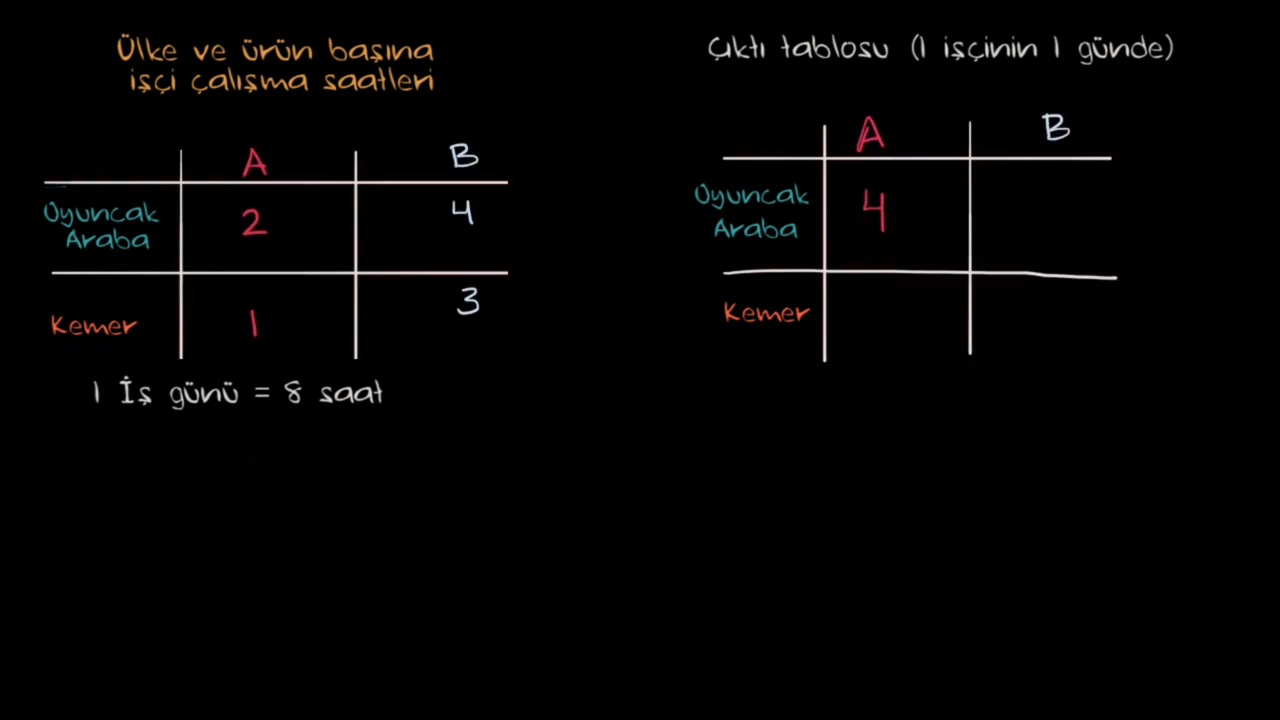 Ülke ve ürün başına
işçi çalışma saatleri
A B
Oyuncak
Araba
2 4
Kemer 1 3
1 İş günü = 8 saat
Çıktı tablosu (1 işçinin 1 günde)
A B
Oyuncak
Araba
4
Kemer